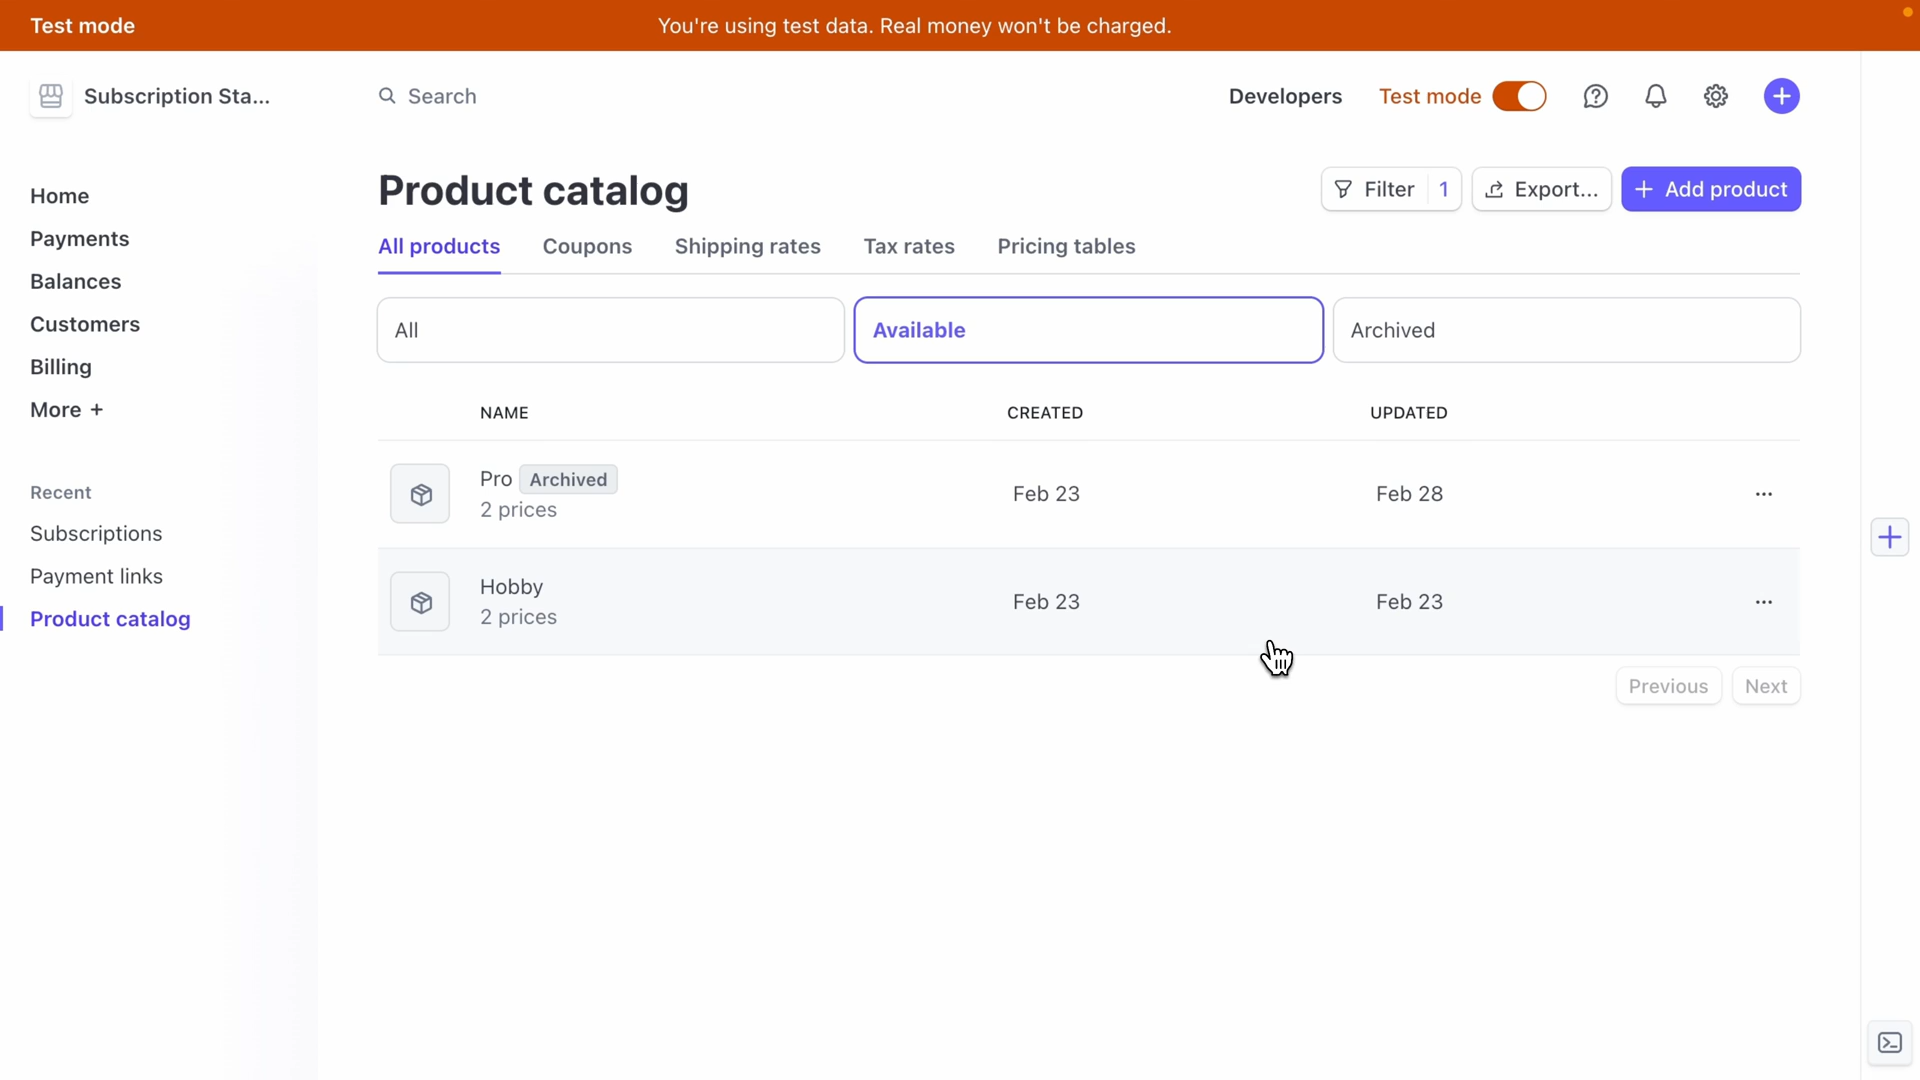 Test mode
You're using test data. Real money won't be charged.
Subscription Sta...
Search
Developers
Test mode
Home
Payments
Balances
Customers
Billing
More +
Recent
Subscriptions
Payment links
Product catalog
Product catalog
Filter 1
Export...
+ Add product
All products
Coupons
Shipping rates
Tax rates
Pricing tables
All
Available
Archived
NAME
CREATED
UPDATED
Pro Archived
2 prices
Feb 23
Feb 28
Hobby
2 prices
Feb 23
Feb 23
Previous
Next